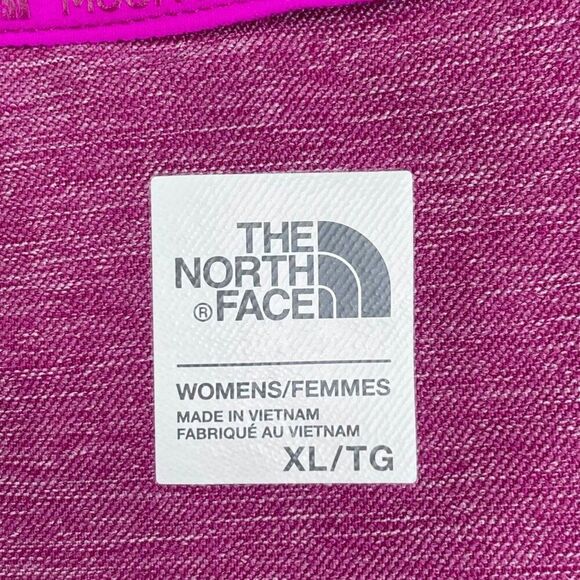 THE
NORTH
® FACE
WOMENS/FEMMES
MADE IN VIETNAM
FABRIQUÉ AU VIETNAM
XL/TG